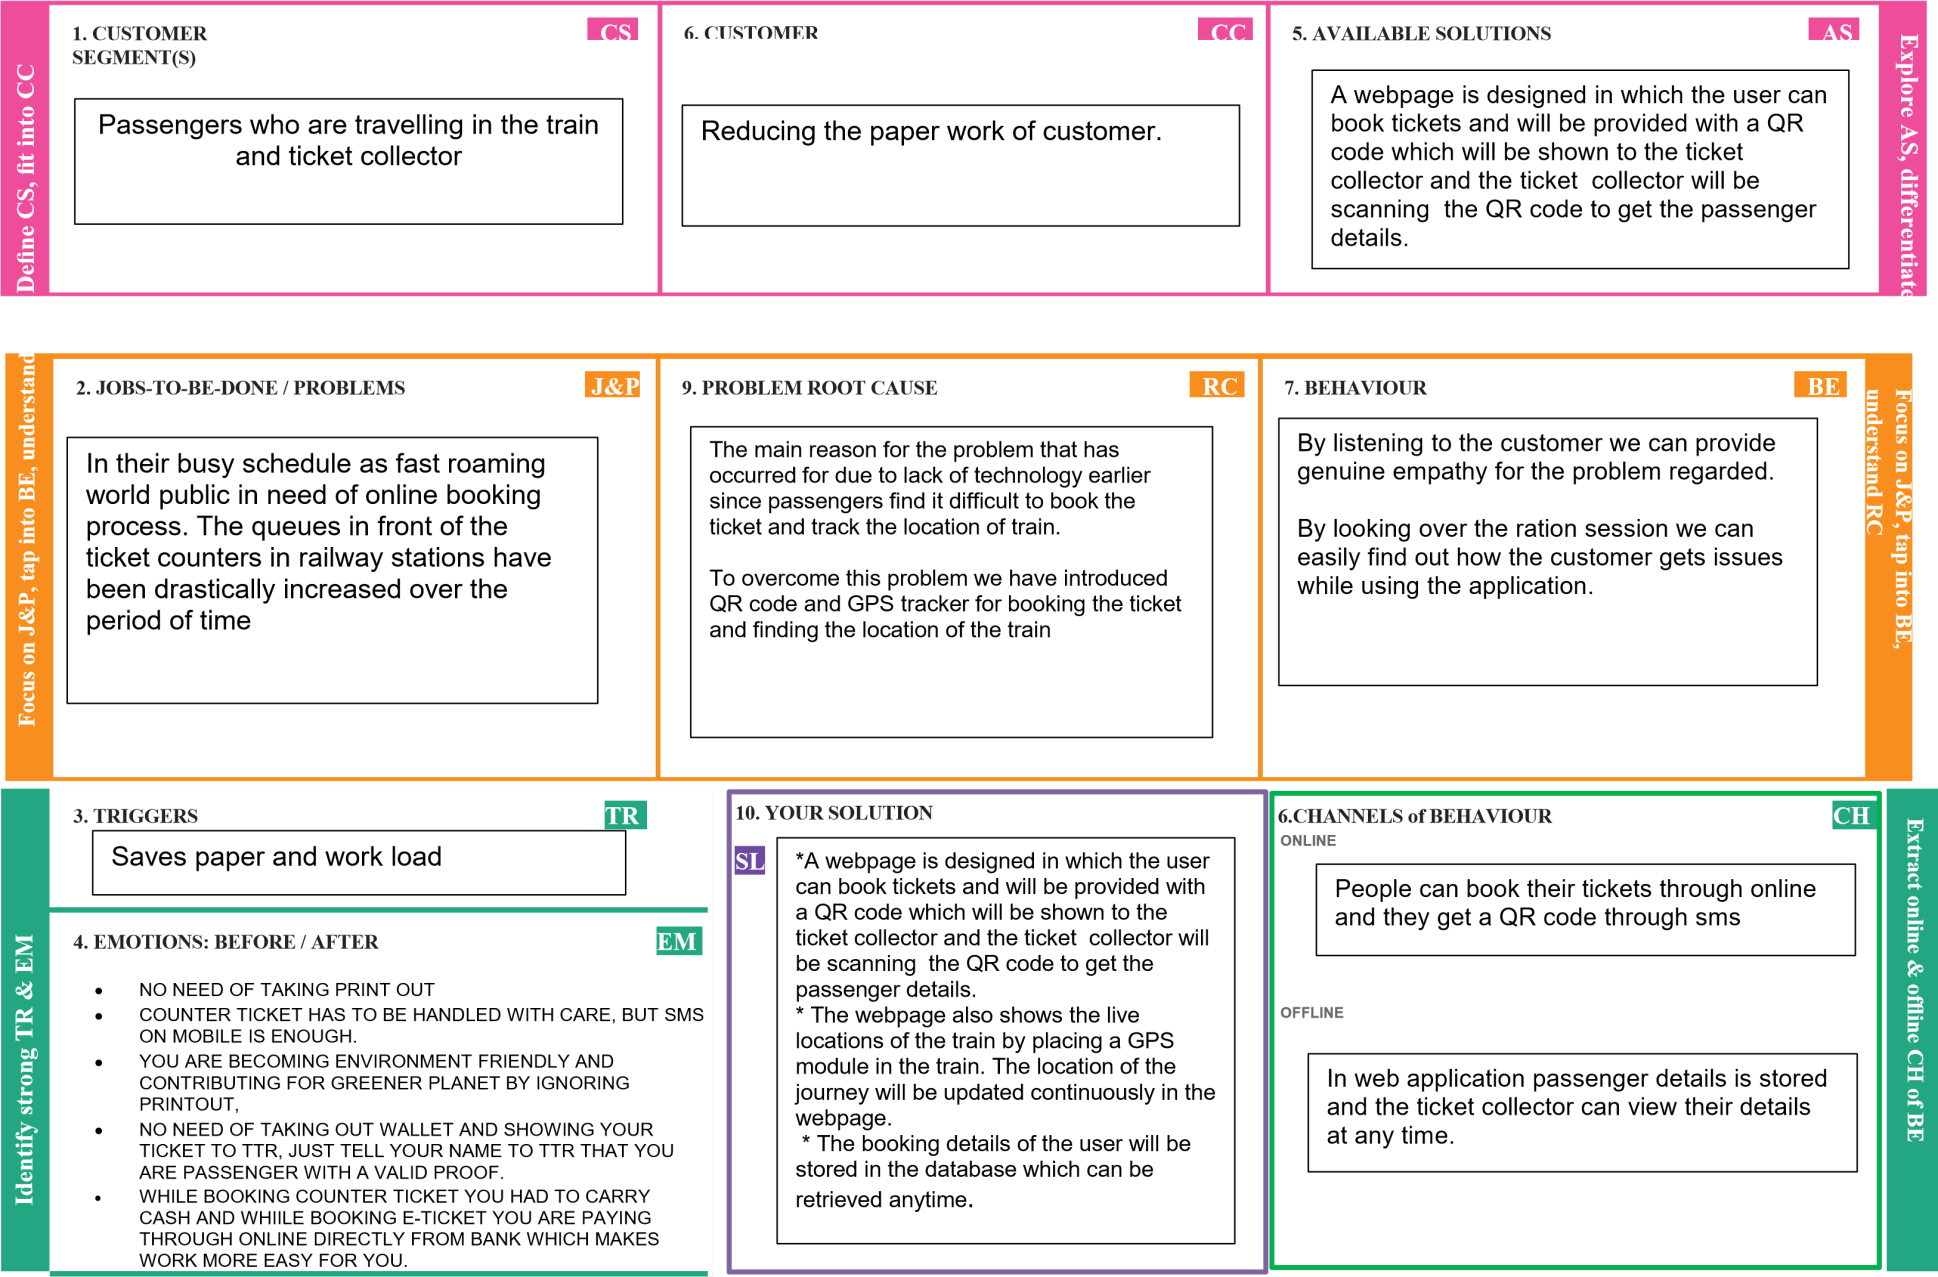 Define CS, fit into CC
1. CUSTOMER
SEGMENT(S)
CS
Passengers who are travelling in the train
and ticket collector
6. CUSTOMER
CC
Reducing the paper work of customer.
5. AVAILABLE SOLUTIONS
AS
A webpage is designed in which the user can
book tickets and will be provided with a QR
code which will be shown to the ticket
collector and the ticket  collector will be
scanning  the QR code to get the passenger
details.
Explore AS, differentiate
Focus on J&P, tap into BE, understand
2. JOBS-TO-BE-DONE / PROBLEMS
J&P
In their busy schedule as fast roaming
world public in need of online booking
process. The queues in front of the
ticket counters in railway stations have
been drastically increased over the
period of time
9. PROBLEM ROOT CAUSE
RC
The main reason for the problem that has
occurred for due to lack of technology earlier
since passengers find it difficult to book the
ticket and track the location of train.
To overcome this problem we have introduced
QR code and GPS tracker for booking the ticket
and finding the location of the train
7. BEHAVIOUR
BE
By listening to the customer we can provide
genuine empathy for the problem regarded.
By looking over the ration session we can
easily find out how the customer gets issues
while using the application.
Focus on J&P, tap into BE,
understand RC
Identify strong TR & EM
3. TRIGGERS
TR
Saves paper and work load
4. EMOTIONS: BEFORE / AFTER
EM
• NO NEED OF TAKING PRINT OUT
• COUNTER TICKET HAS TO BE HANDLED WITH CARE, BUT SMS
ON MOBILE IS ENOUGH.
• YOU ARE BECOMING ENVIRONMENT FRIENDLY AND
CONTRIBUTING FOR GREENER PLANET BY IGNORING
PRINTOUT,
• NO NEED OF TAKING OUT WALLET AND SHOWING YOUR
TICKET TO TTR, JUST TELL YOUR NAME TO TTR THAT YOU
ARE PASSENGER WITH A VALID PROOF.
• WHILE BOOKING COUNTER TICKET YOU HAD TO CARRY
CASH AND WHIILE BOOKING E-TICKET YOU ARE PAYING
THROUGH ONLINE DIRECTLY FROM BANK WHICH MAKES
WORK MORE EASY FOR YOU.
10. YOUR SOLUTION
SL
*A webpage is designed in which the user
can book tickets and will be provided with
a QR code which will be shown to the
ticket collector and the ticket  collector will
be scanning  the QR code to get the
passenger details.
* The webpage also shows the live
locations of the train by placing a GPS
module in the train. The location of the
journey will be updated continuously in the
webpage.
* The booking details of the user will be
stored in the database which can be
retrieved anytime.
6.CHANNELS of BEHAVIOUR
CH
ONLINE
People can book their tickets through online
and they get a QR code through sms
OFFLINE
In web application passenger details is stored
and the ticket collector can view their details
at any time.
Extract online & offline CH of BE